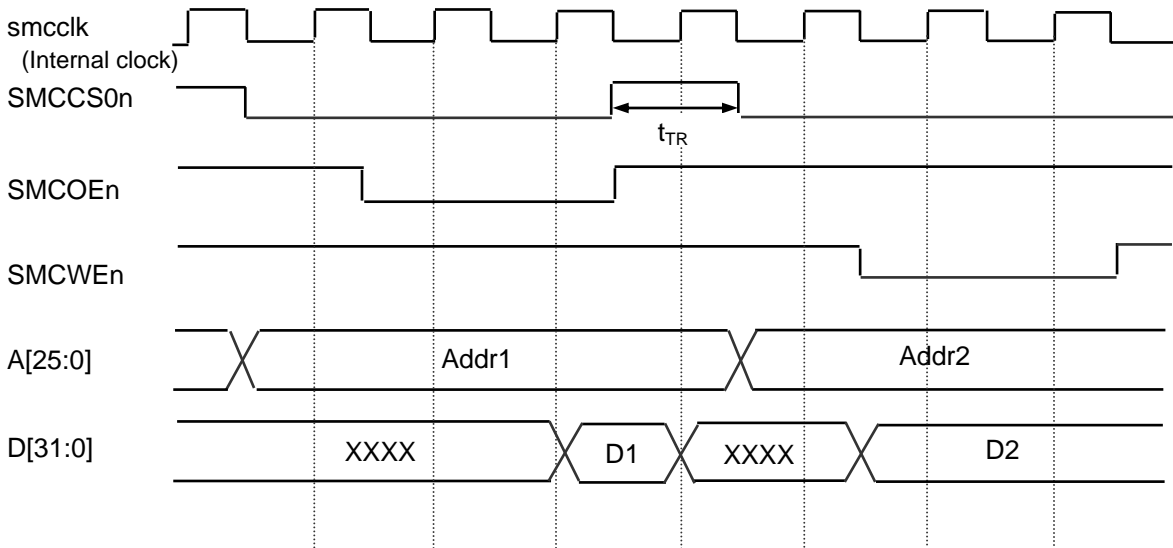 smcclk
(Internal clock)
SMCCS0n
tTR
SMCOEn
SMCWEn
A[25:0]
Addr1
Addr2
D[31:0]
XXXX
D1
XXXX
D2